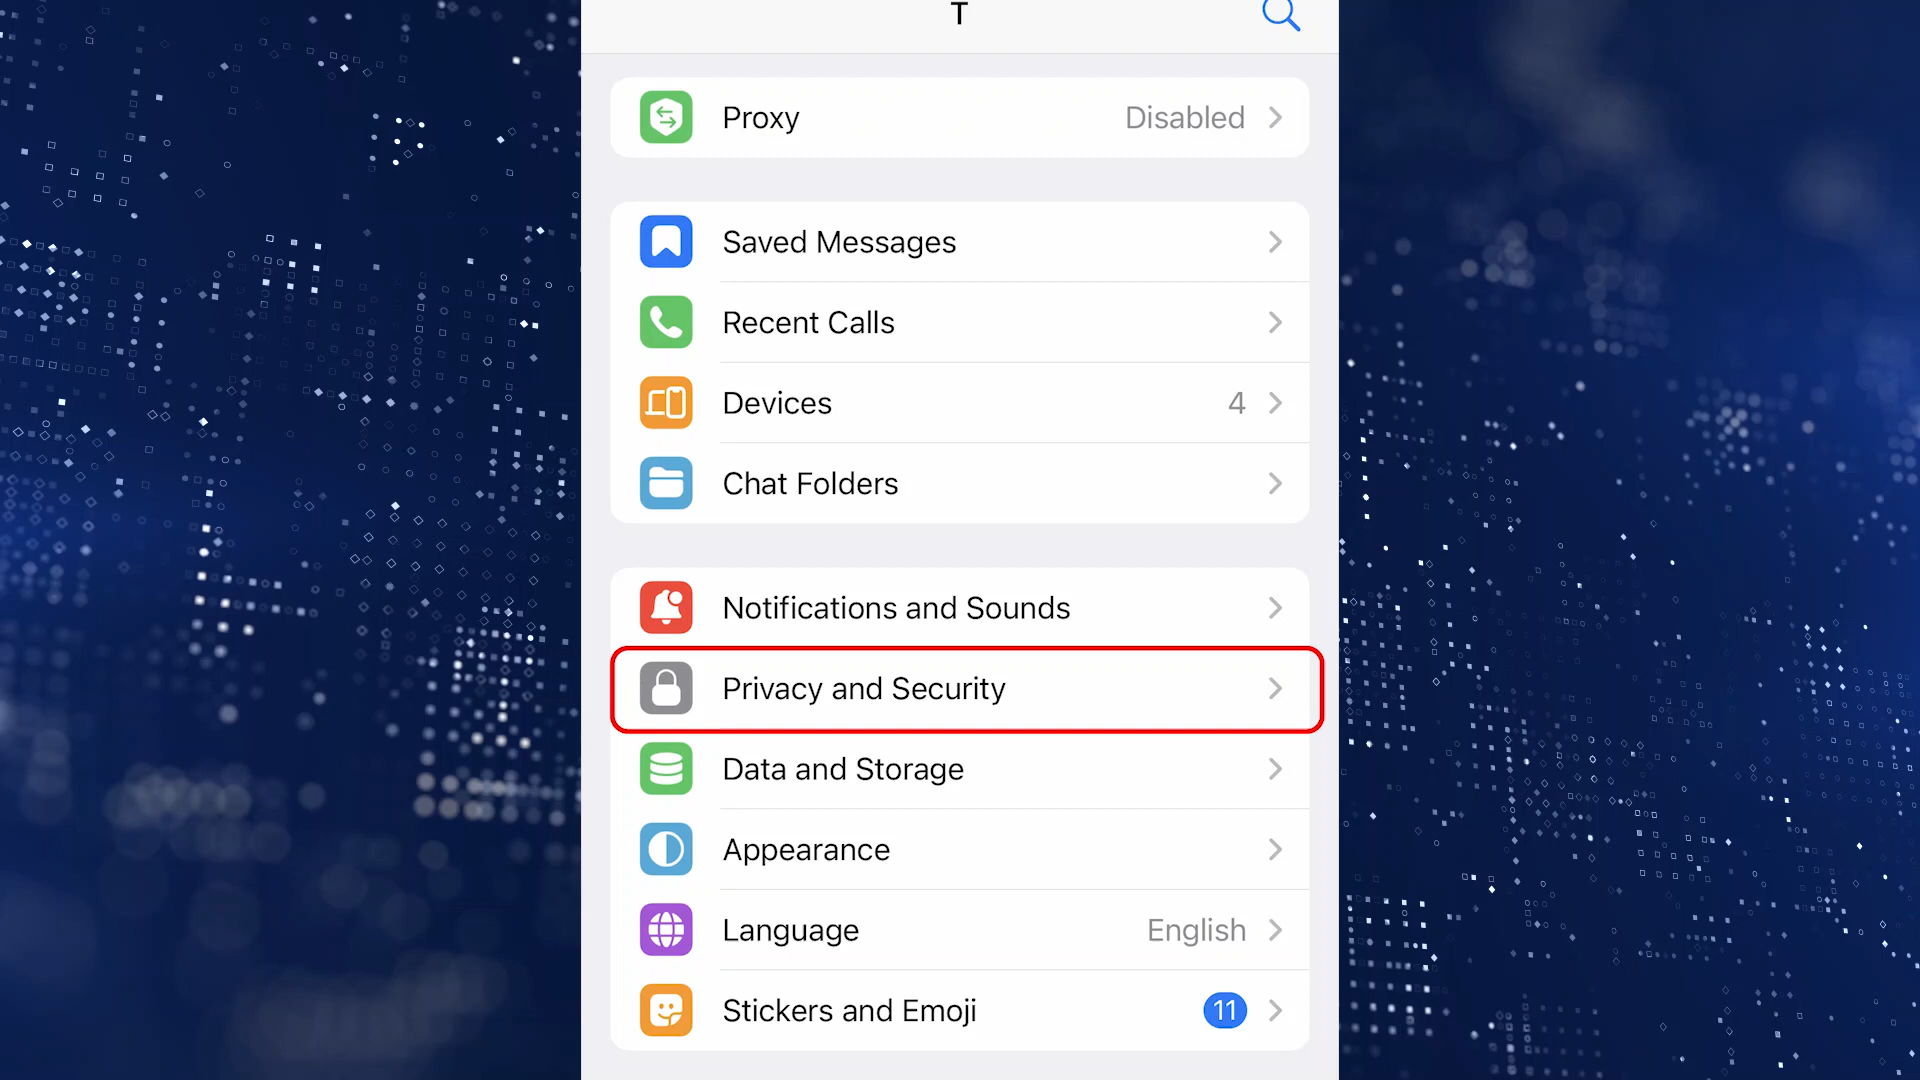 T
Proxy Disabled
Saved Messages
Recent Calls
Devices 4
Chat Folders
Notifications and Sounds
Privacy and Security
Data and Storage
Appearance
Language English
Stickers and Emoji 11